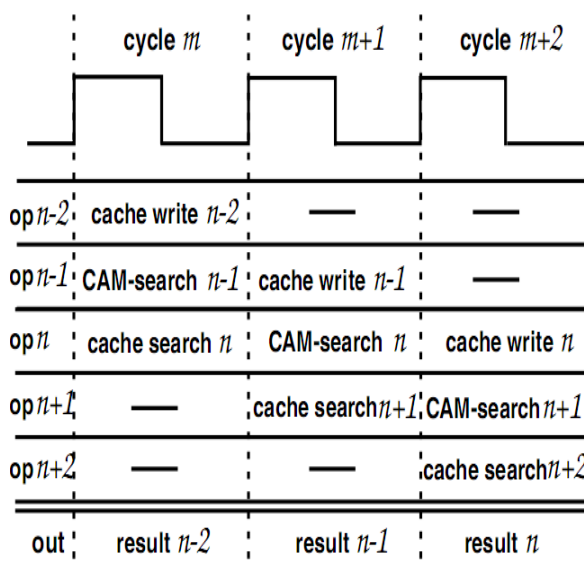 cycle m cycle m+1 cycle m+2
op n-2 cache write n-2 — —
op n-1 CAM-search n-1 cache write n-1 —
op n cache search n CAM-search n cache write n
op n+1 — cache search n+1 CAM-search n+1
op n+2 — — cache search n+2
out result n-2 result n-1 result n